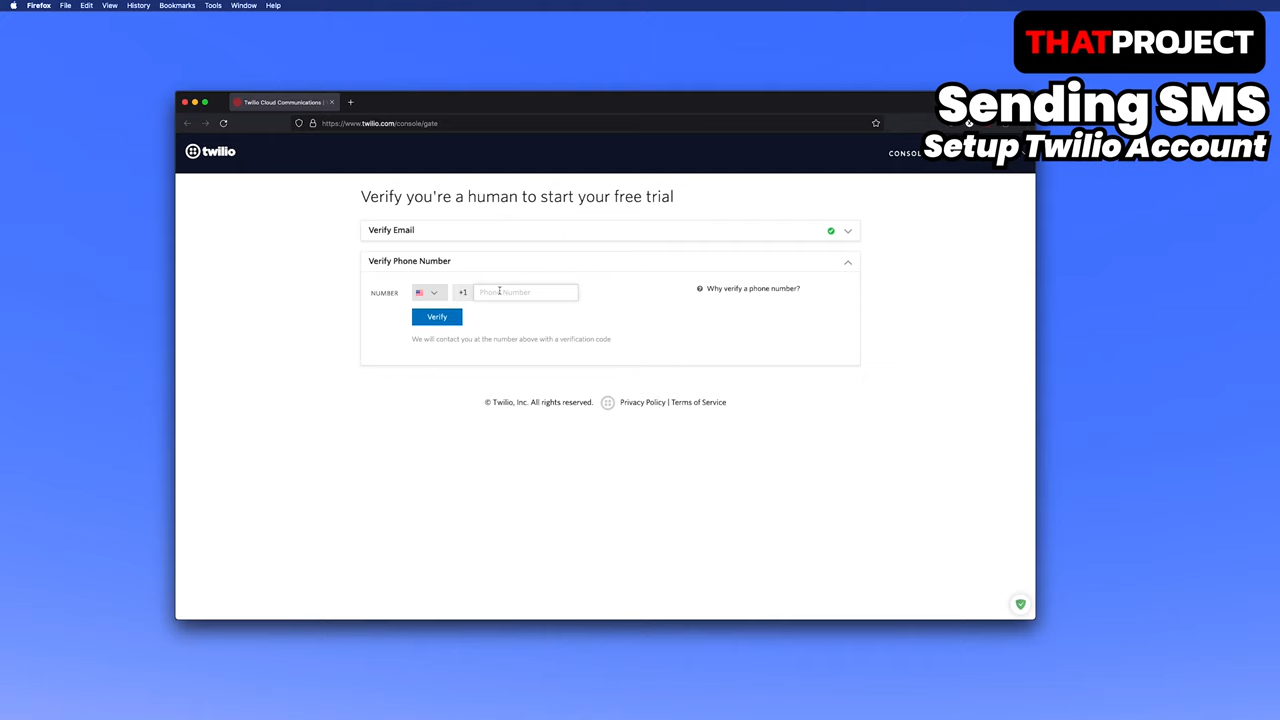 Firefox File Edit View History Bookmarks Tools Window Help
THATPROJECT
Sending SMS
Setup Twilio Account
Twilio Cloud Communications |
https://www.twilio.com/console/gate
twilio
CONSOL
Verify you're a human to start your free trial
Verify Email
Verify Phone Number
NUMBER +1 Phone Number
Why verify a phone number?
Verify
We will contact you at the number above with a verification code
© Twilio, Inc. All rights reserved. Privacy Policy | Terms of Service